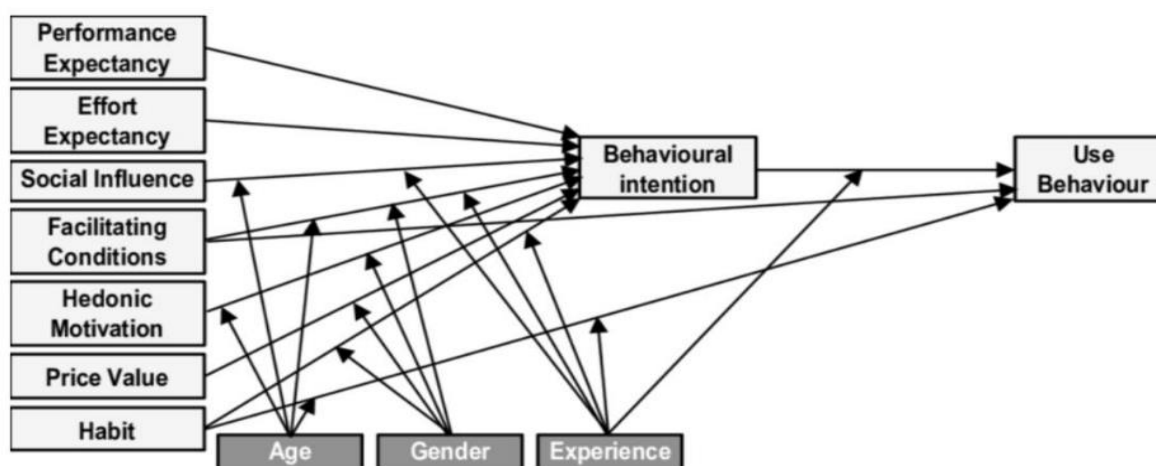 Performance
Expectancy
Effort
Expectancy
Social Influence
Facilitating
Conditions
Hedonic
Motivation
Price Value
Habit
Behavioural
intention
Use
Behaviour
Age
Gender
Experience